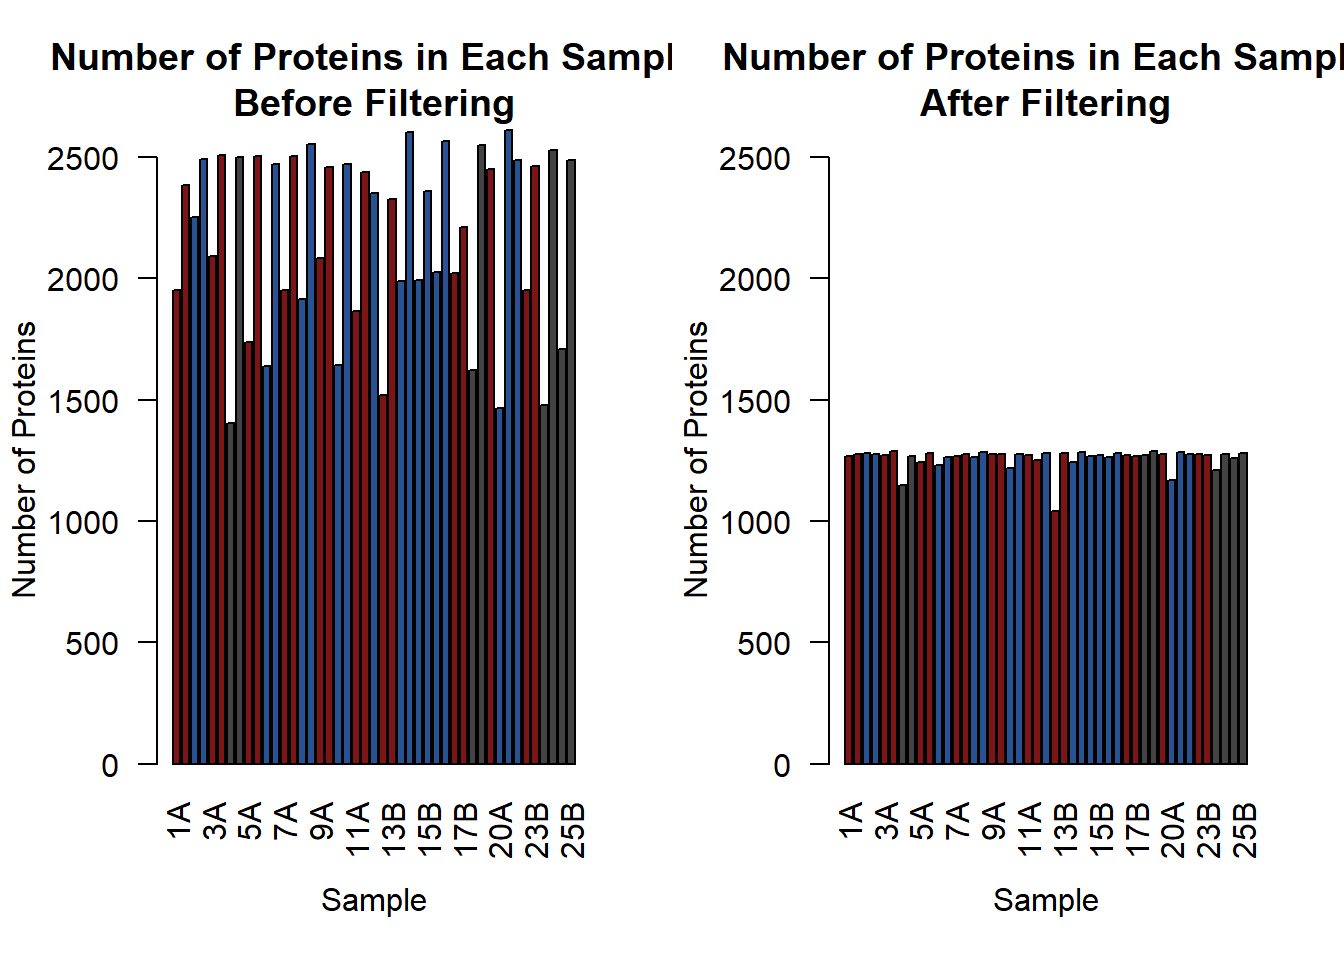 Number of Proteins in Each Sampl
Before Filtering
Number of Proteins
2500
2000
1500
1000
500
0
1A
3A
5A
7A
9A
11A
13B
15B
17B
20A
23B
25B
Sample
Number of Proteins in Each Sampl
After Filtering
Number of Proteins
2500
2000
1500
1000
500
0
1A
3A
5A
7A
9A
11A
13B
15B
17B
20A
23B
25B
Sample